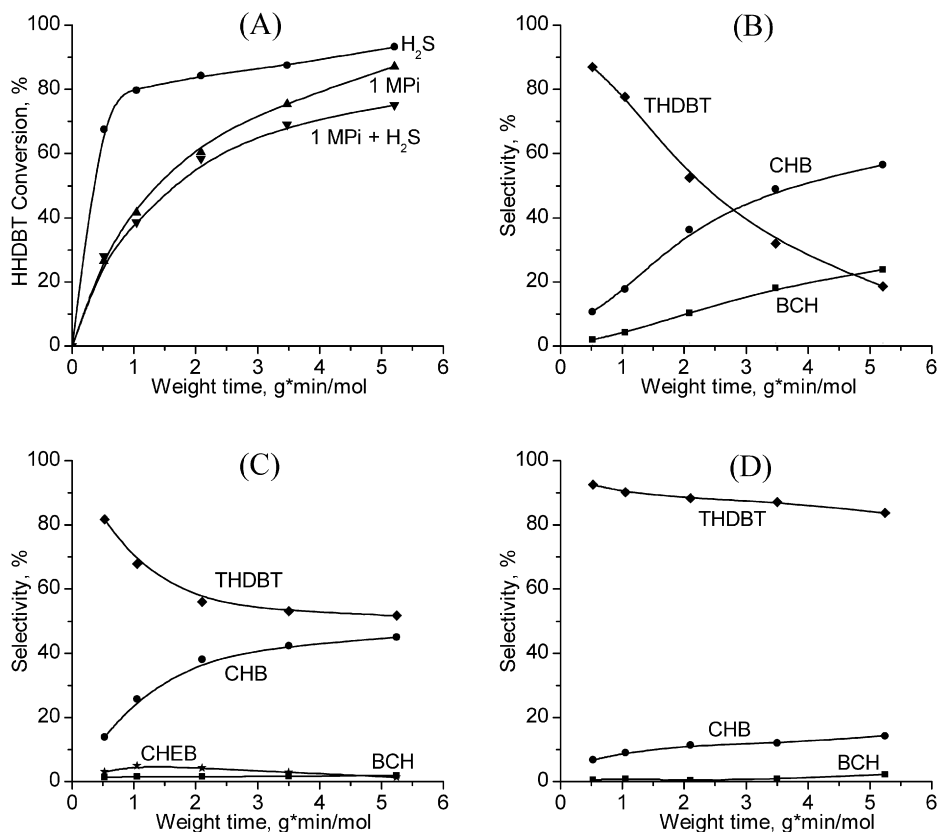 (A)
100
80
60
40
20
0
HHDBT Conversion, %
H₂S
1 MPi
1 MPi + H₂S
0 1 2 3 4 5 6
Weight time, g*min/mol
(B)
100
80
60
40
20
0
Selectivity, %
THDBT
CHB
BCH
0 1 2 3 4 5 6
Weight time, g*min/mol
(C)
100
80
60
40
20
0
Selectivity, %
THDBT
CHB
CHEB
BCH
0 1 2 3 4 5 6
Weight time, g*min/mol
(D)
100
80
60
40
20
0
Selectivity, %
THDBT
CHB
BCH
0 1 2 3 4 5 6
Weight time, g*min/mol